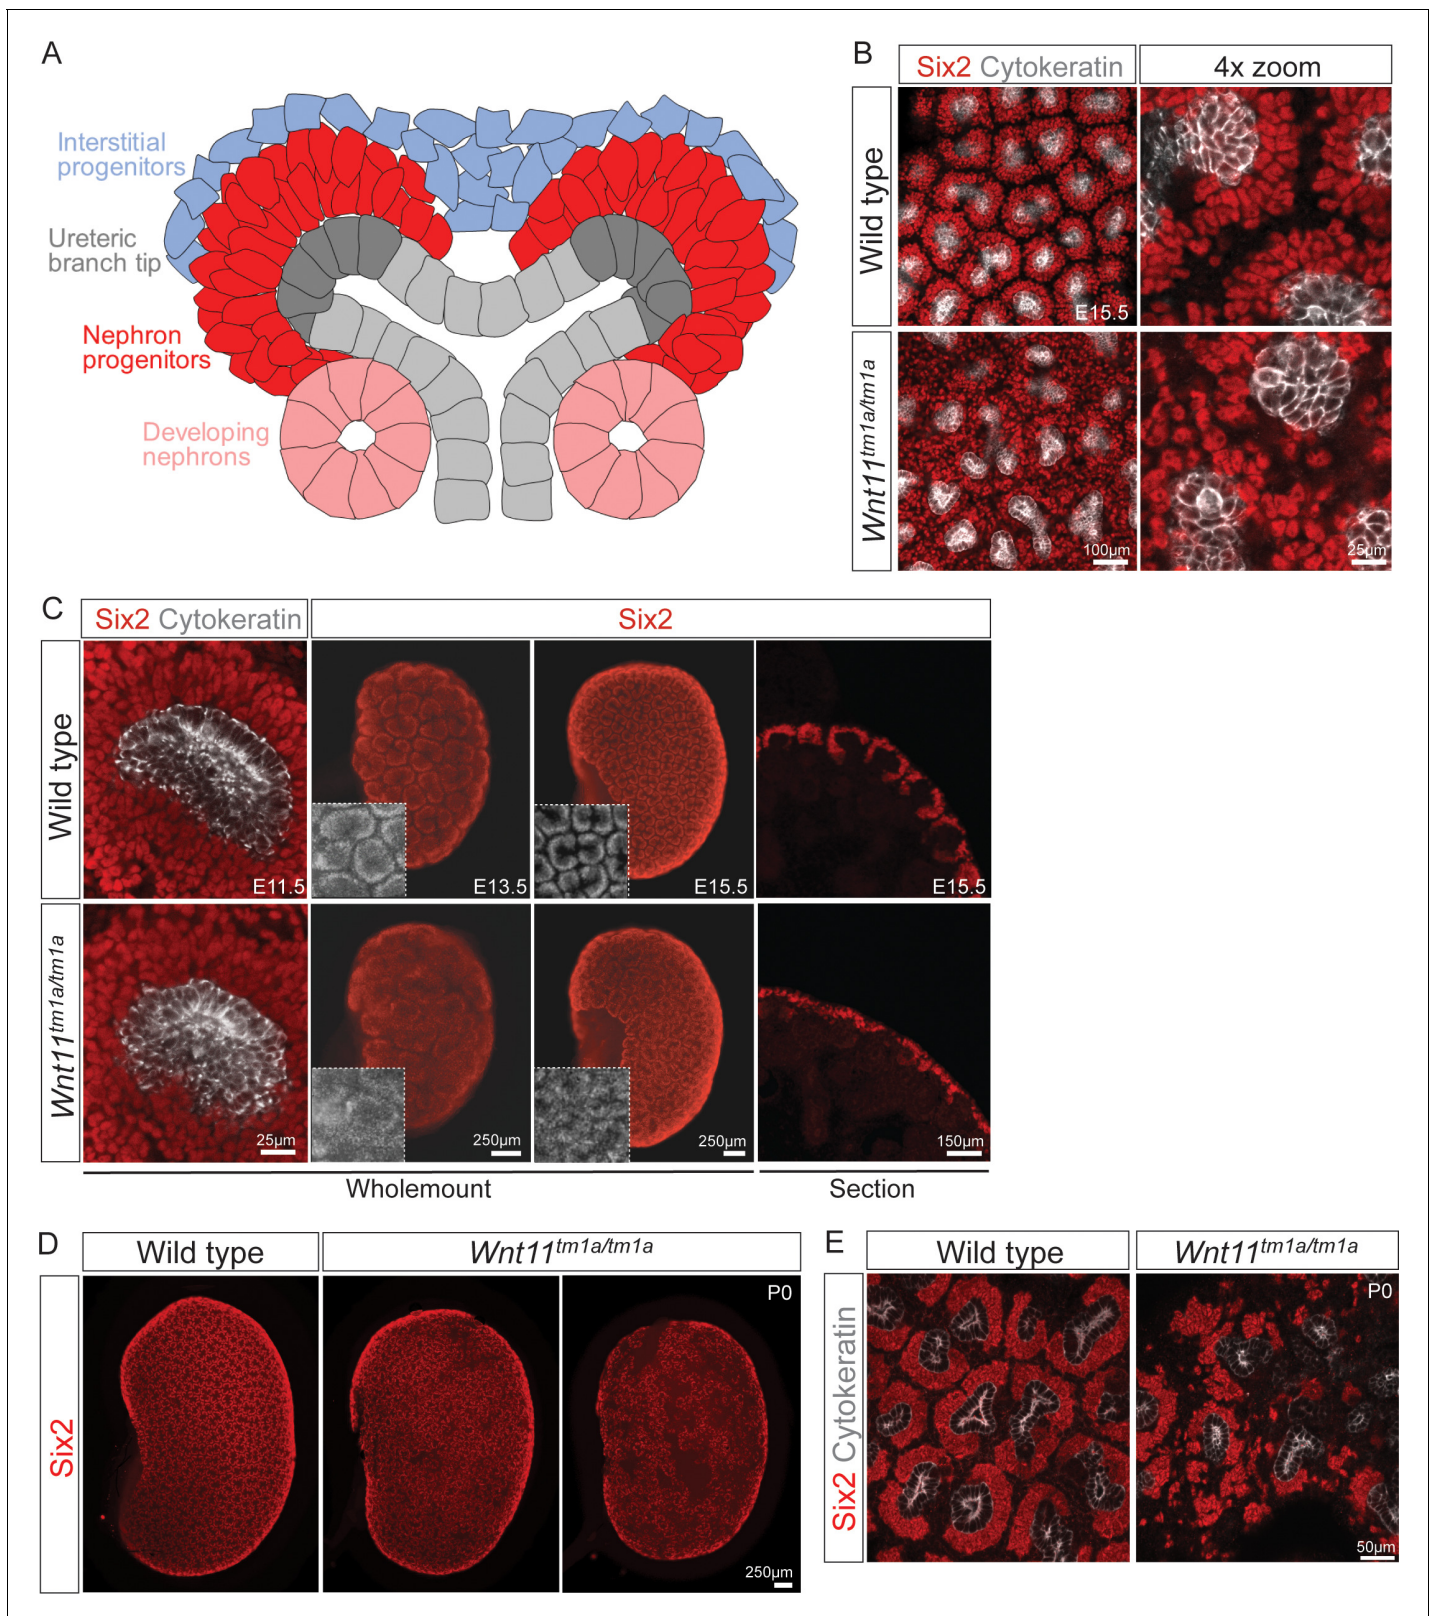 A
Interstitial
progenitors
Ureteric
branch tip
Nephron
progenitors
Developing
nephrons
B
Six2 Cytokeratin
4x zoom
Wild type
E15.5
Wnt11tm1a/tm1a
100µm
25µm
C
Six2 Cytokeratin
Six2
Wild type
E11.5
E13.5
E15.5
E15.5
Wnt11tm1a/tm1a
25µm
250µm
250µm
150µm
Wholemount
Section
D
Wild type
Wnt11tm1a/tm1a
Six2
P0
250µm
E
Wild type
Wnt11tm1a/tm1a
Six2 Cytokeratin
P0
50µm